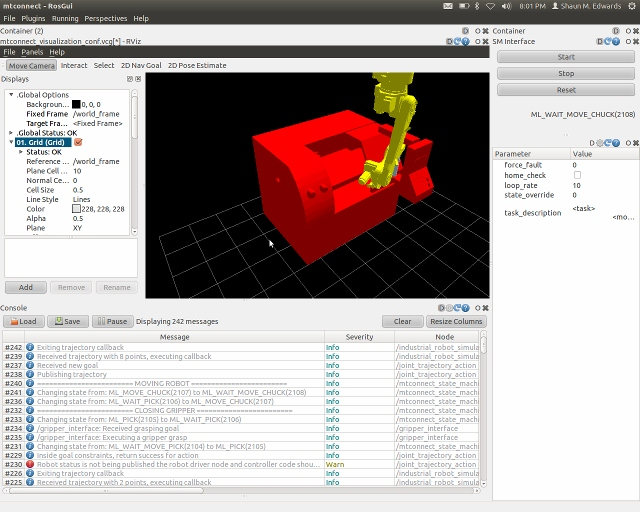 mtconnect - RosGui
8:01 PM
Shaun M. Edwards
File Plugins Running Perspectives Help
Container (2)
mtconnect_visualization_conf.vcg[*] - RViz
File Panels Help
Move Camera Interact Select 2D Nav Goal 2D Pose Estimate
Displays
.Global Options
Backgroun... 0, 0, 0
Fixed Frame /world_frame
Target Fra... <Fixed Frame>
.Global Status: OK
01. Grid (Grid)
Status: OK
Reference ... /world_frame
Plane Cell ... 10
Normal Ce... 0
Cell Size 0.5
Line Style Lines
Color 228, 228, 228
Alpha 0.5
Plane XY
Add Remove Rename
Container
SM Interface
Start
Stop
Reset
ML_WAIT_MOVE_CHUCK(2108)
Parameter Value
force_fault 0
home_check
loop_rate 10
state_override 0
task_description <task>
<mo...
Console
Load Save Pause Displaying 242 messages Clear Resize Columns
Message Severity Node
#242 Exiting trajectory callback Info /industrial_robot_simula
#239 Received trajectory with 8 points, executing callback Info /industrial_robot_simula
#237 Received new goal Info /joint_trajectory_action
#238 Publishing trajectory Info /joint_trajectory_action
#240 ======================== MOVING ROBOT ======================== Info /mtconnect_state_machi
#241 Changing state from: ML_MOVE_CHUCK(2107) to ML_WAIT_MOVE_CHUCK(2108) Info /mtconnect_state_machi
#236 Changing state from: ML_WAIT_PICK(2106) to ML_MOVE_CHUCK(2107) Info /mtconnect_state_machi
#232 ======================== CLOSING GRIPPER ======================== Info /mtconnect_state_machi
#233 Changing state from: ML_PICK(2105) to ML_WAIT_PICK(2106) Info /mtconnect_state_machi
#234 /gripper_interface: Received grasping goal Info /gripper_interface
#235 /gripper_interface: Executing a gripper grasp Info /gripper_interface
#231 Changing state from: ML_WAIT_MOVE_PICK(2104) to ML_PICK(2105) Info /mtconnect_state_machi
#229 Inside goal constraints, return success for action Info /joint_trajectory_action
#230 Robot status is not being published the robot driver node and controller code shou... Warn /joint_trajectory_action
#226 Exiting trajectory callback Info /industrial_robot_simula
#225 Received trajectory with 2 points, executing callback Info /industrial_robot_simula